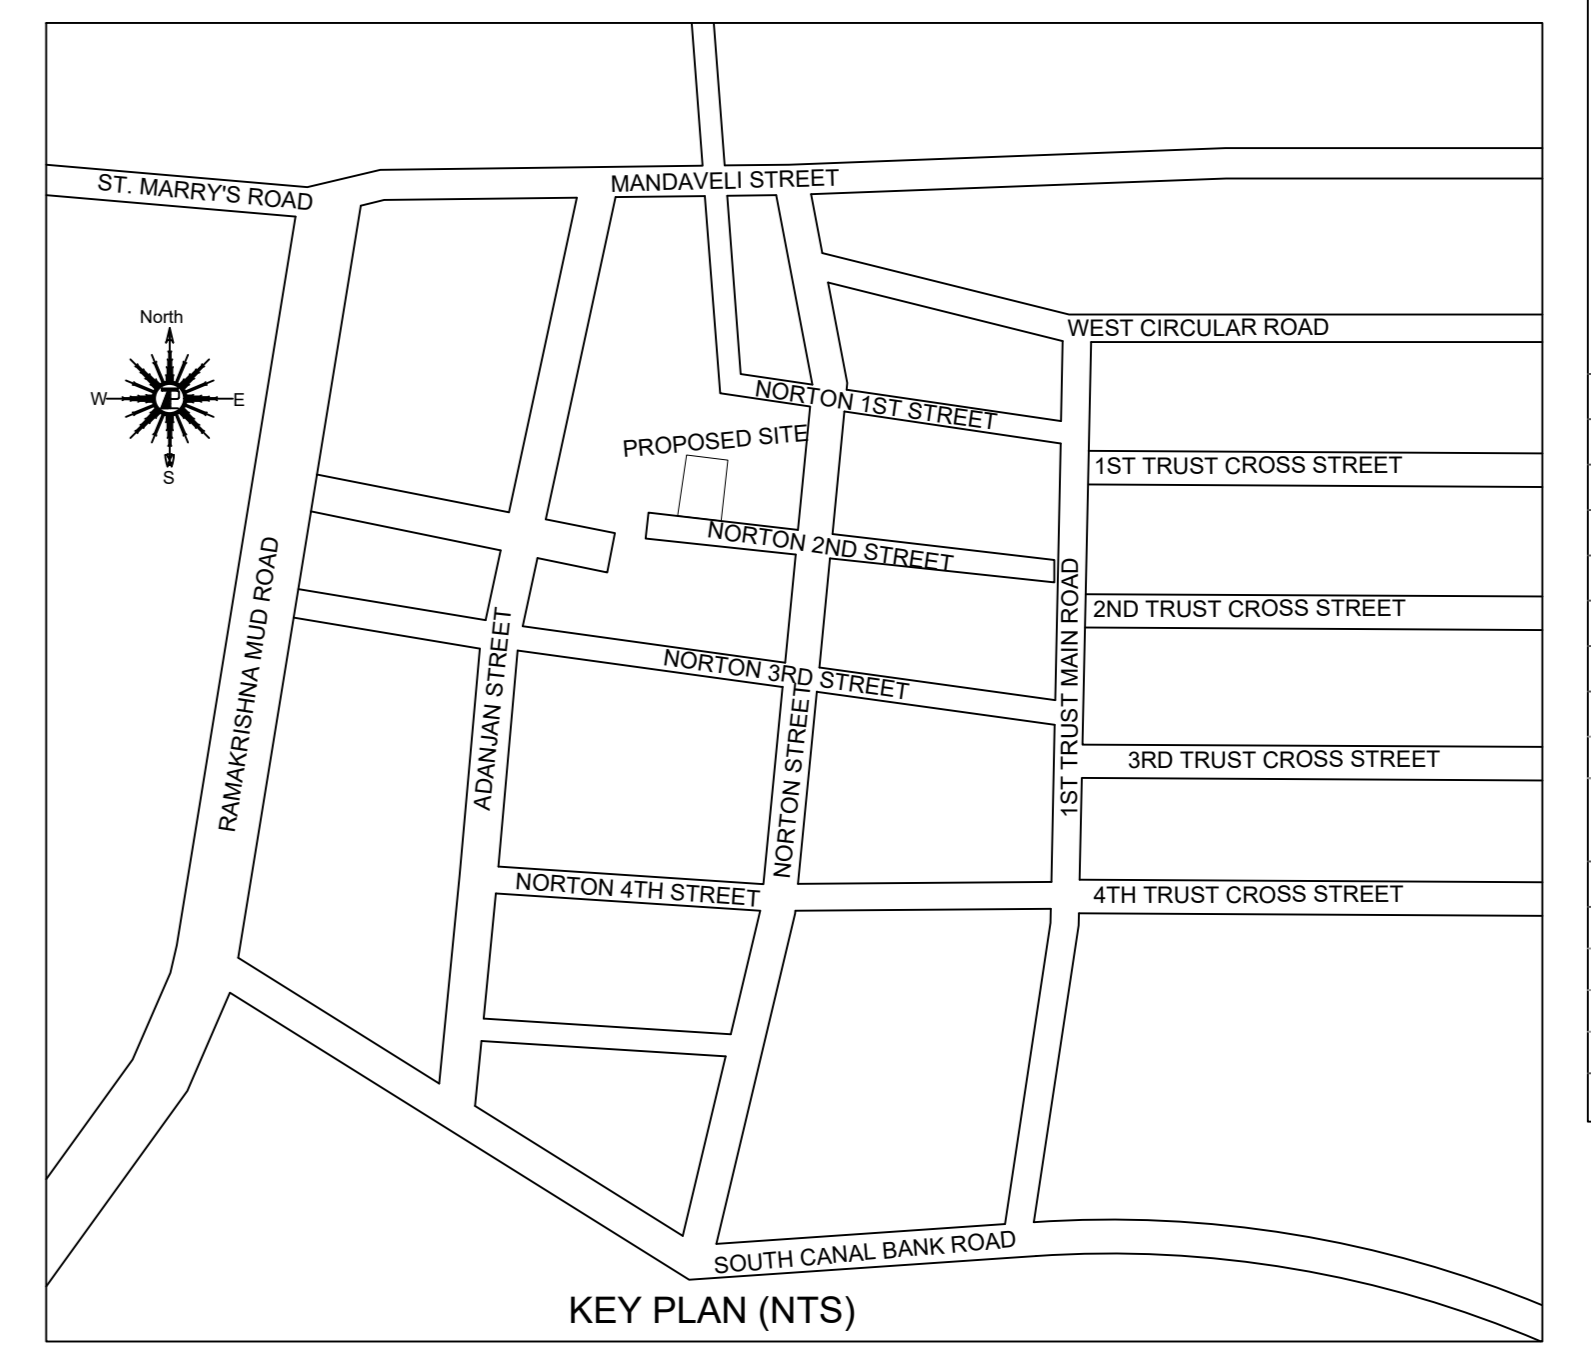 ST. MARRY'S ROAD
MANDAVELI STREET
North
W
E
S
WEST CIRCULAR ROAD
NORTON 1ST STREET
PROPOSED SITE
1ST TRUST CROSS STREET
NORTON 2ND STREET
RAMAKRISHNA MUD ROAD
ADANJAN STREET
1ST TRUST MAIN ROAD
2ND TRUST CROSS STREET
NORTON 3RD STREET
NORTON STREET
3RD TRUST CROSS STREET
NORTON 4TH STREET
4TH TRUST CROSS STREET
SOUTH CANAL BANK ROAD
KEY PLAN (NTS)